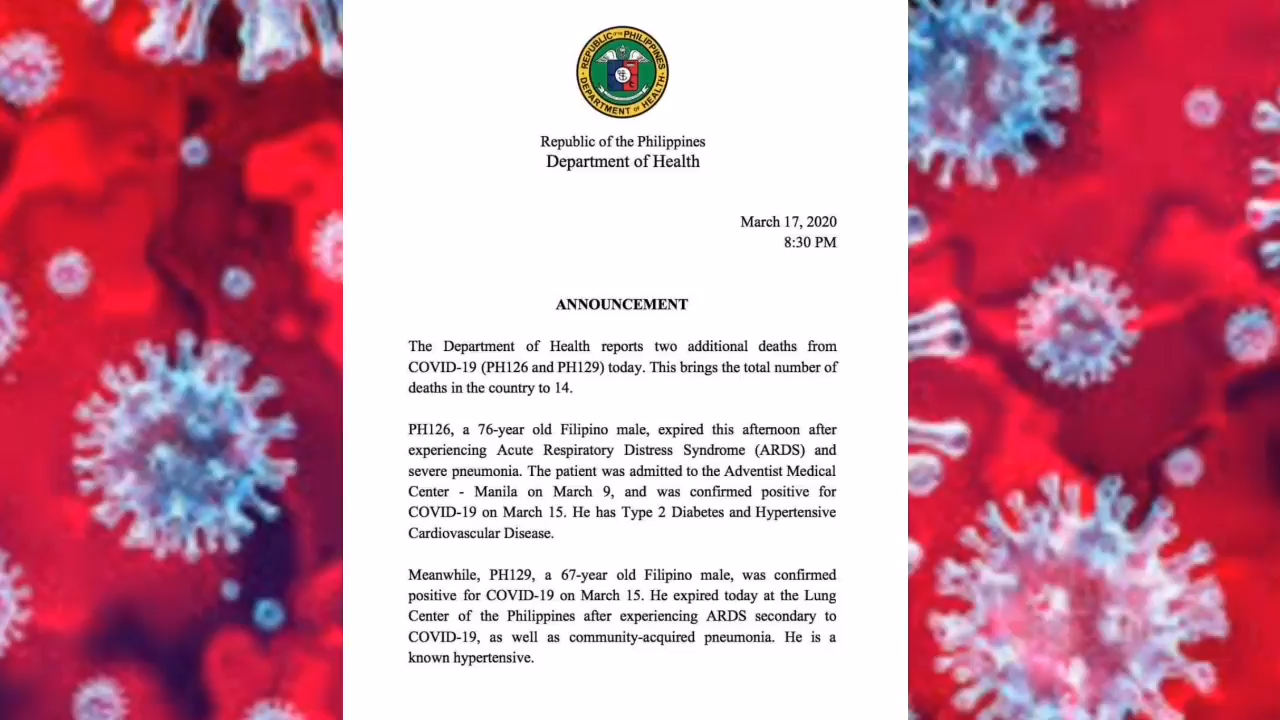 REPUBLIC OF THE PHILIPPINES
DEPARTMENT OF HEALTH
Republic of the Philippines
Department of Health
March 17, 2020
8:30 PM
ANNOUNCEMENT
The Department of Health reports two additional deaths from
COVID-19 (PH126 and PH129) today. This brings the total number of
deaths in the country to 14.
PH126, a 76-year old Filipino male, expired this afternoon after
experiencing Acute Respiratory Distress Syndrome (ARDS) and
severe pneumonia. The patient was admitted to the Adventist Medical
Center - Manila on March 9, and was confirmed positive for
COVID-19 on March 15. He has Type 2 Diabetes and Hypertensive
Cardiovascular Disease.
Meanwhile, PH129, a 67-year old Filipino male, was confirmed
positive for COVID-19 on March 15. He expired today at the Lung
Center of the Philippines after experiencing ARDS secondary to
COVID-19, as well as community-acquired pneumonia. He is a
known hypertensive.